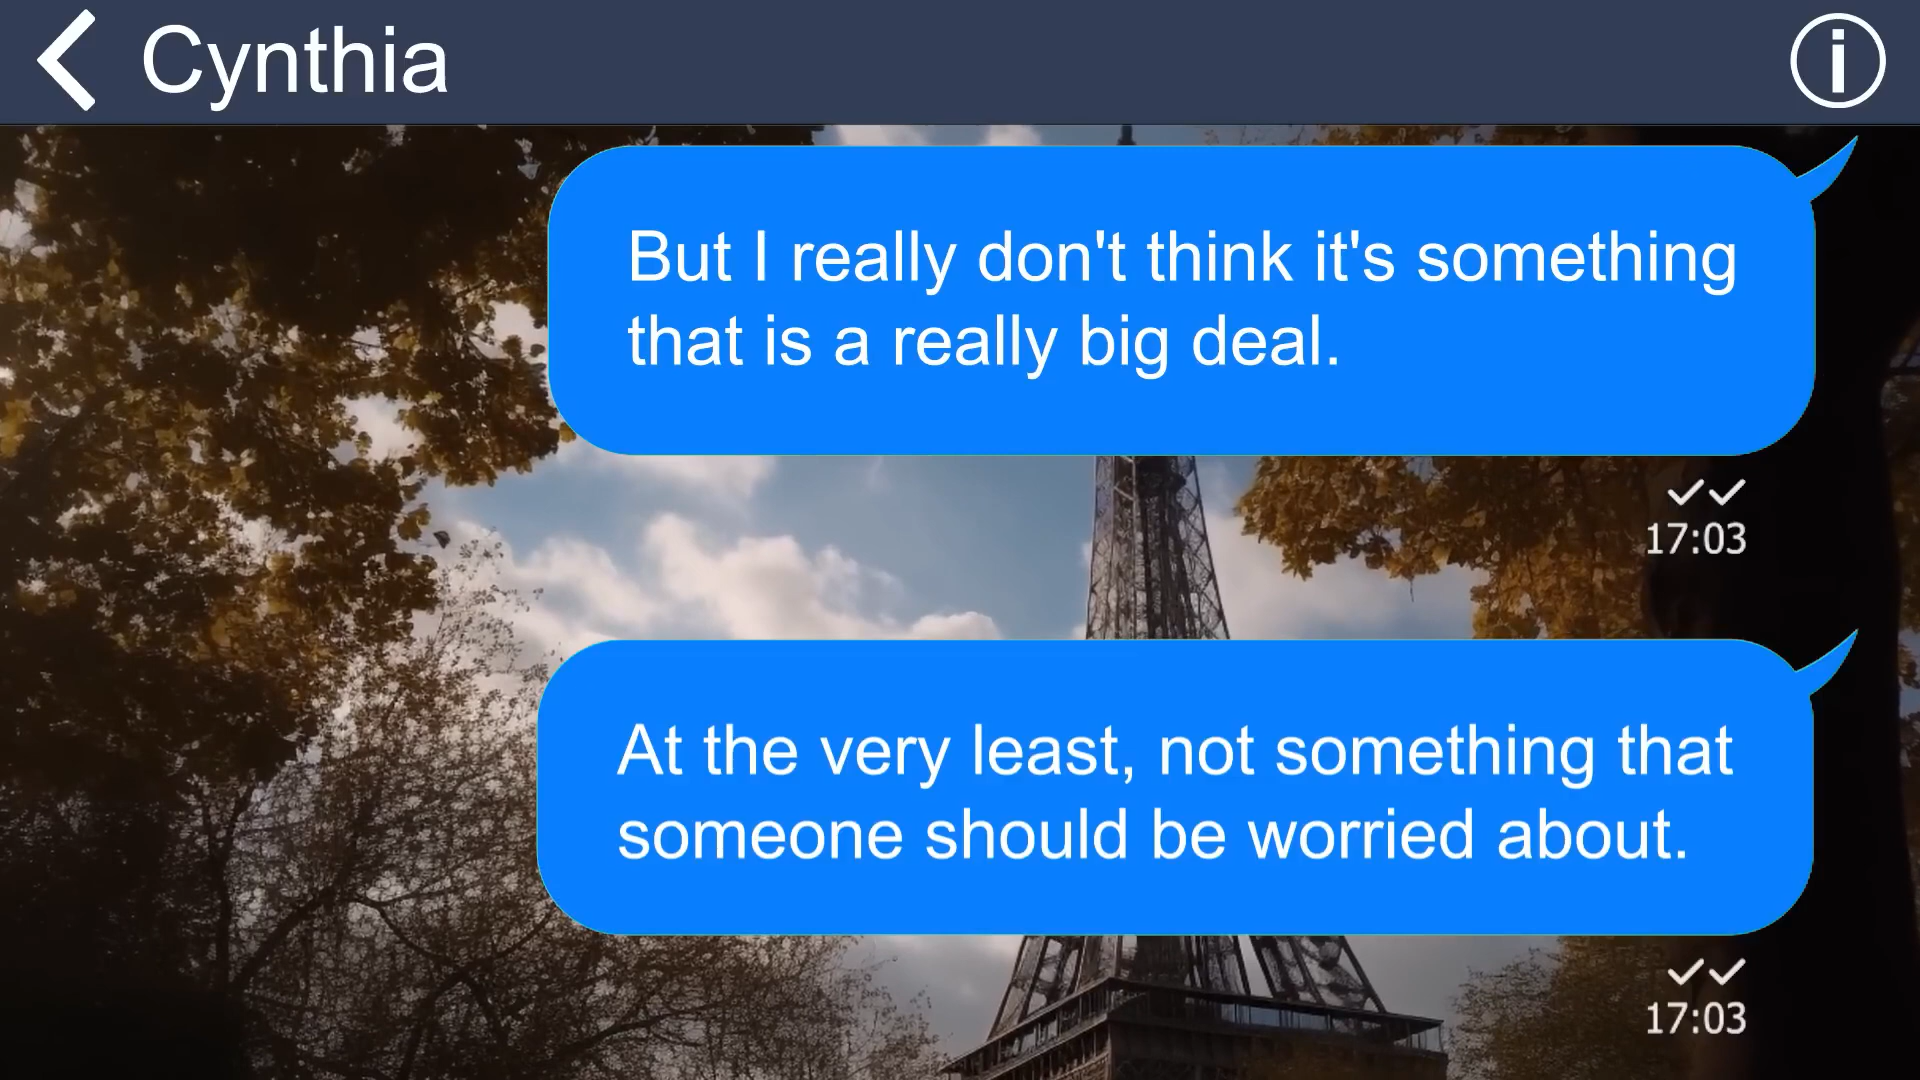 Cynthia
But I really don't think it's something
that is a really big deal.
17:03
At the very least, not something that
someone should be worried about.
17:03